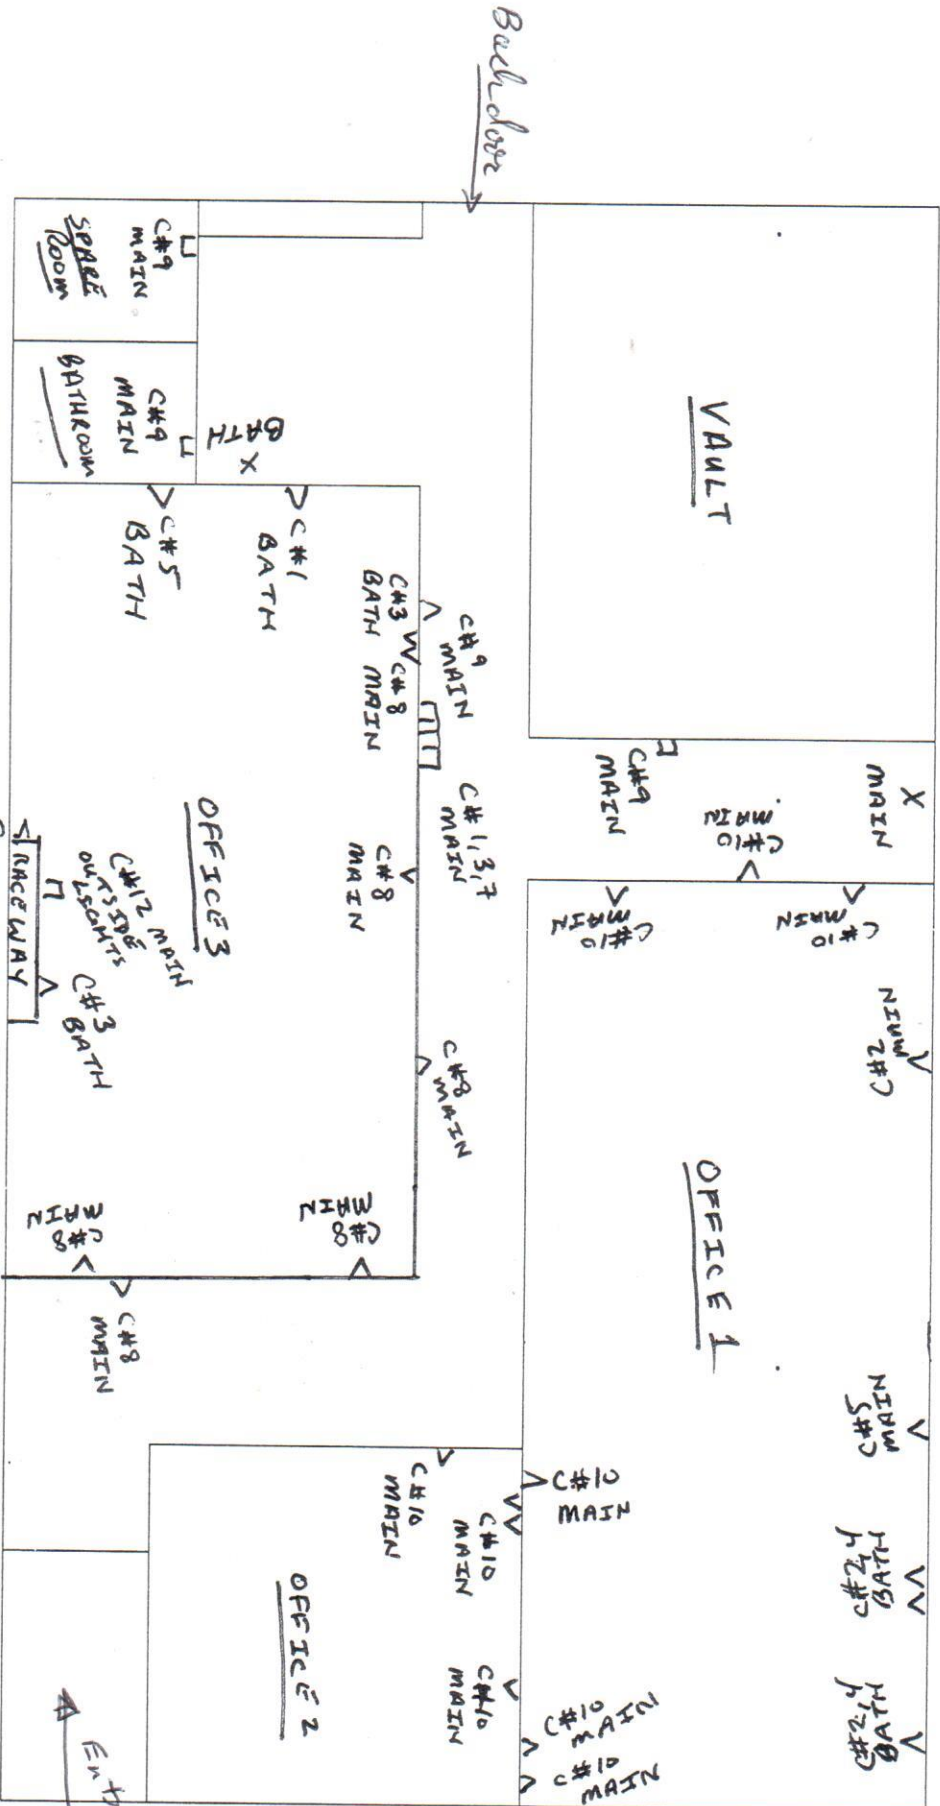 Back door
VAULT
X
MAIN
C#9
MAIN
C#10
MAIN
C#10
MAIN
C#10
MAIN
C#2
MAIN
OFFICE 1
C#5
MAIN
C#2,4
BATH
C#2,4
BATH
C#10
MAIN
C#10
MAIN
C#10
MAIN
C#9
MAIN
SPARE
ROOM
C#9
MAIN
BATHROOM
BATH
X
C#5
BATH
C#1
BATH
C#3
BATH
C#8
MAIN
C#9
MAIN
C#1,3,7
MAIN
C#8
MAIN
C#8
MAIN
OFFICE 3
C#12 MAIN
OUTSIDE
LIGHTS
RACEWAY
C#3
BATH
C#8
MAIN
C#8
MAIN
C#8
MAIN
C#10
MAIN
C#10
MAIN
C#10
MAIN
OFFICE 2